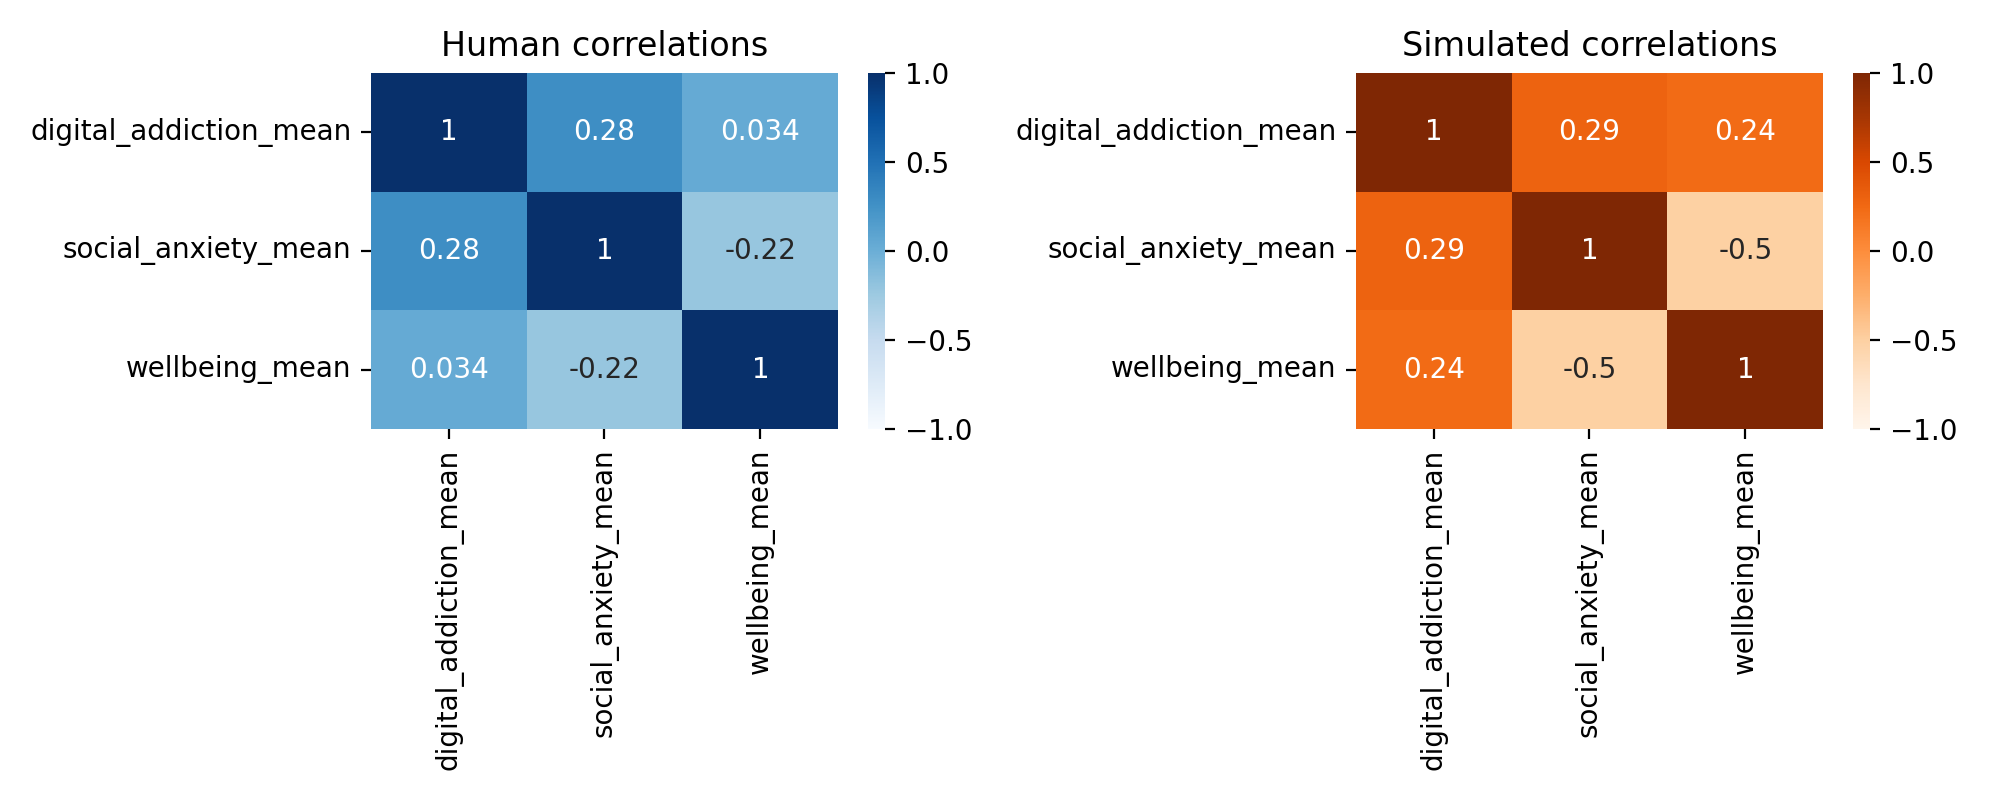 Human correlations
digital_addiction_mean 1 0.28 0.034
social_anxiety_mean 0.28 1 -0.22
wellbeing_mean 0.034 -0.22 1
digital_addiction_mean
social_anxiety_mean
wellbeing_mean
1.0
0.5
0.0
−0.5
−1.0
Simulated correlations
digital_addiction_mean 1 0.29 0.24
social_anxiety_mean 0.29 1 -0.5
wellbeing_mean 0.24 -0.5 1
digital_addiction_mean
social_anxiety_mean
wellbeing_mean
1.0
0.5
0.0
−0.5
−1.0